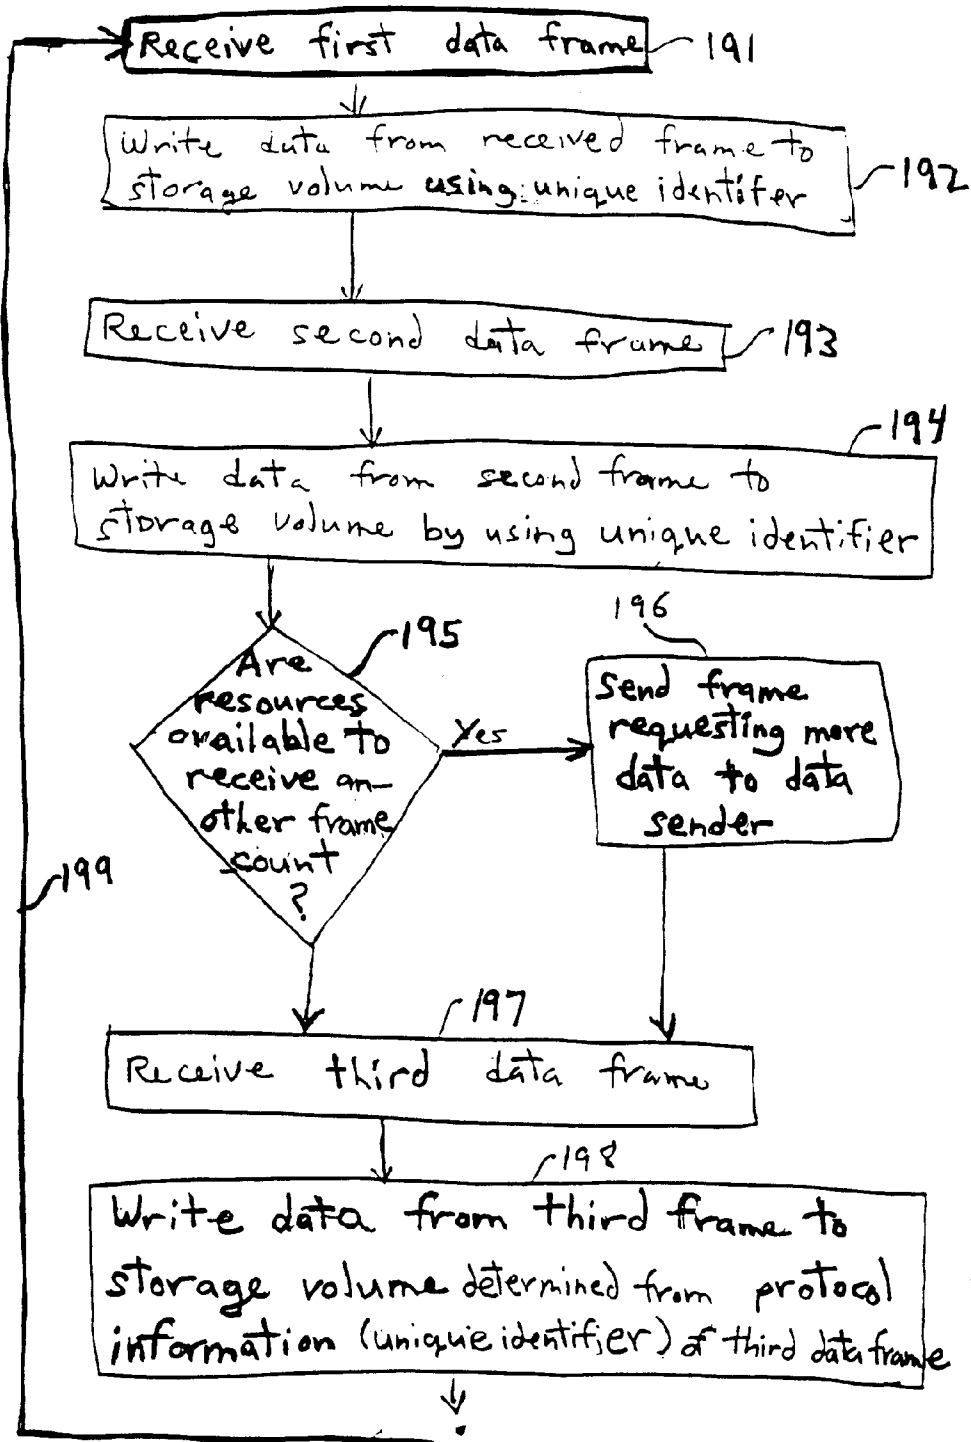 Receive first data frame
191
Write data from received frame to
storage volume using unique identifer
192
Receive second data frame
193
194
Write data from second frame to
storage volume by using unique identifier
195
Are
resources
available to
receive an-
other frame
count
?
Yes
196
Send frame
requesting more
data to data
sender
199
197
Receive third data frame
198
Write data from third frame to
storage volume determined from protocol
information (uniquie identifier) of third data frame